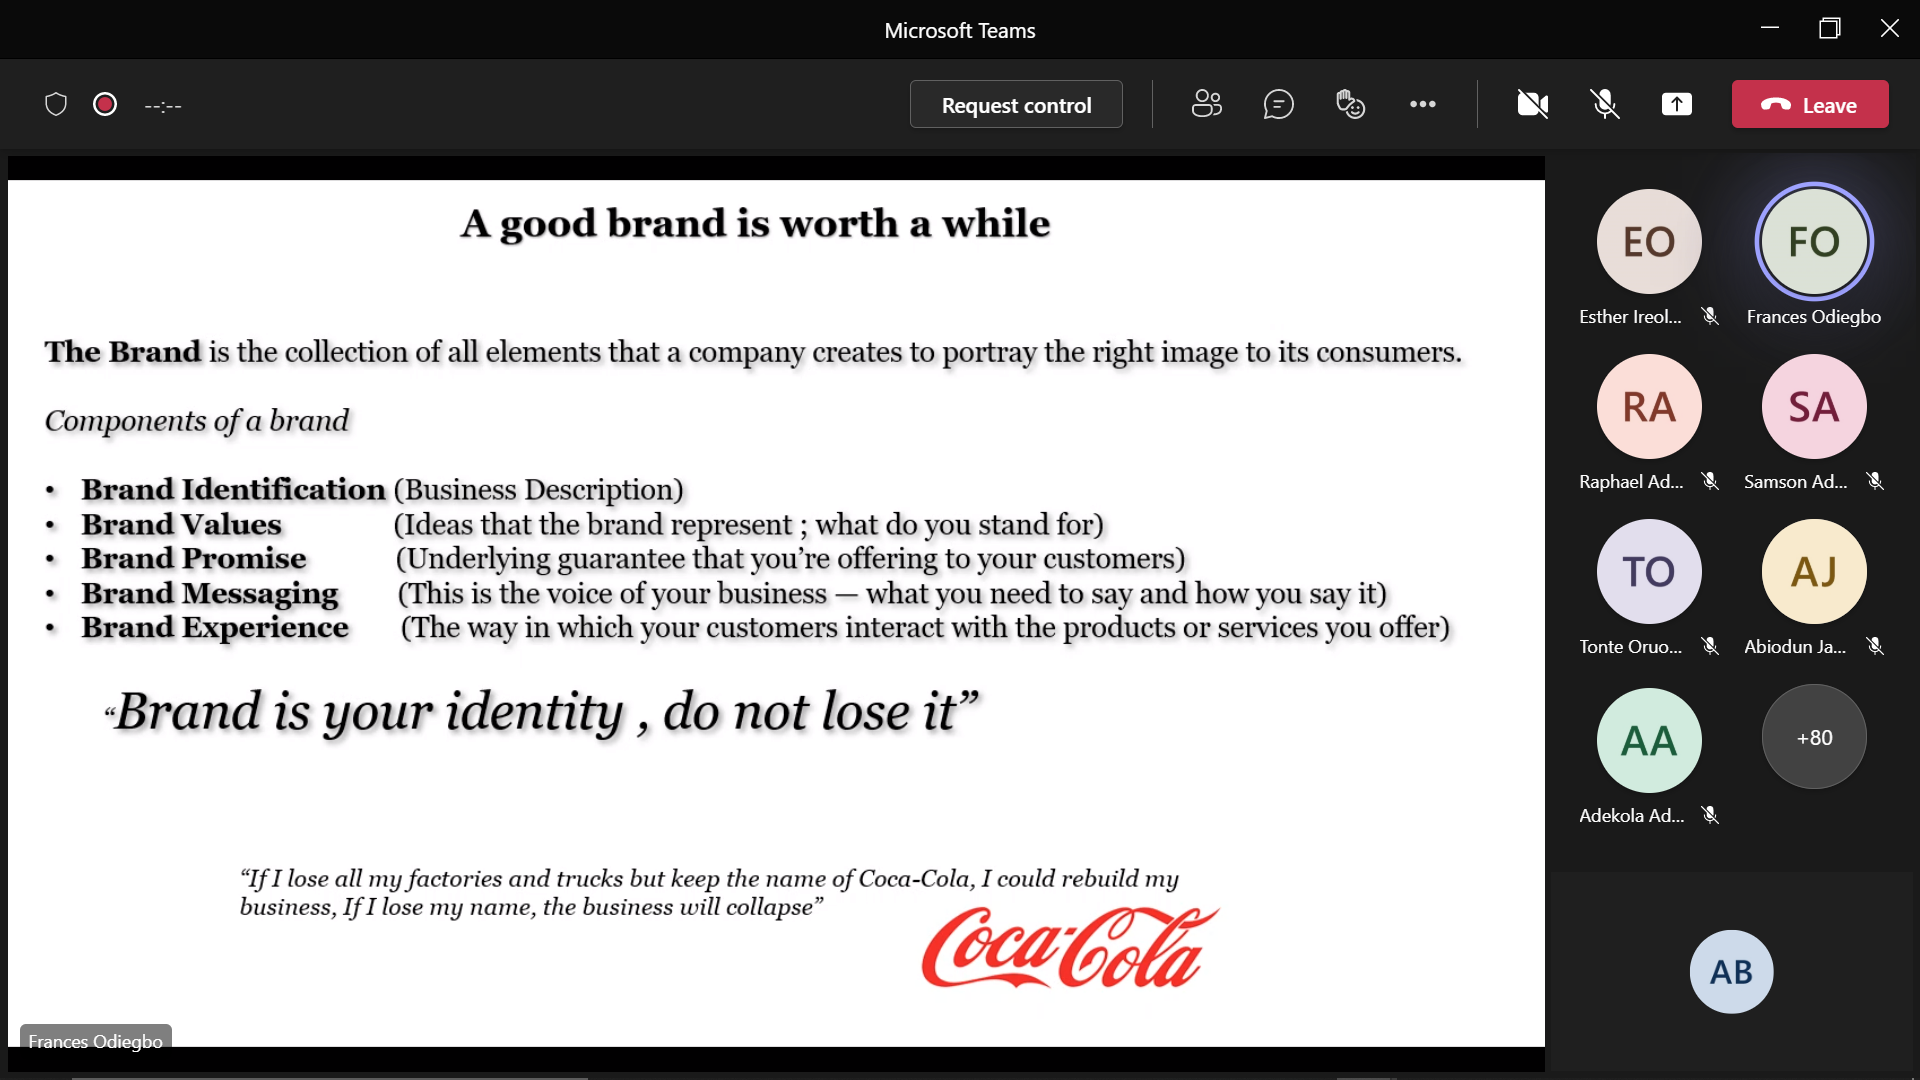 Microsoft Teams
--:--
Request control
Leave
A good brand is worth a while
The Brand is the collection of all elements that a company creates to portray the right image to its consumers.
Components of a brand
• Brand Identification (Business Description)
• Brand Values (Ideas that the brand represent ; what do you stand for)
• Brand Promise (Underlying guarantee that you’re offering to your customers)
• Brand Messaging (This is the voice of your business — what you need to say and how you say it)
• Brand Experience (The way in which your customers interact with the products or services you offer)
“Brand is your identity , do not lose it”
“If I lose all my factories and trucks but keep the name of Coca-Cola, I could rebuild my
business, If I lose my name, the business will collapse”
Coca-Cola
Frances Odiegbo
EO
FO
Esther Ireol...
Frances Odiegbo
RA
SA
Raphael Ad...
Samson Ad...
TO
AJ
Tonte Oruo...
Abiodun Ja...
AA
+80
Adekola Ad...
AB